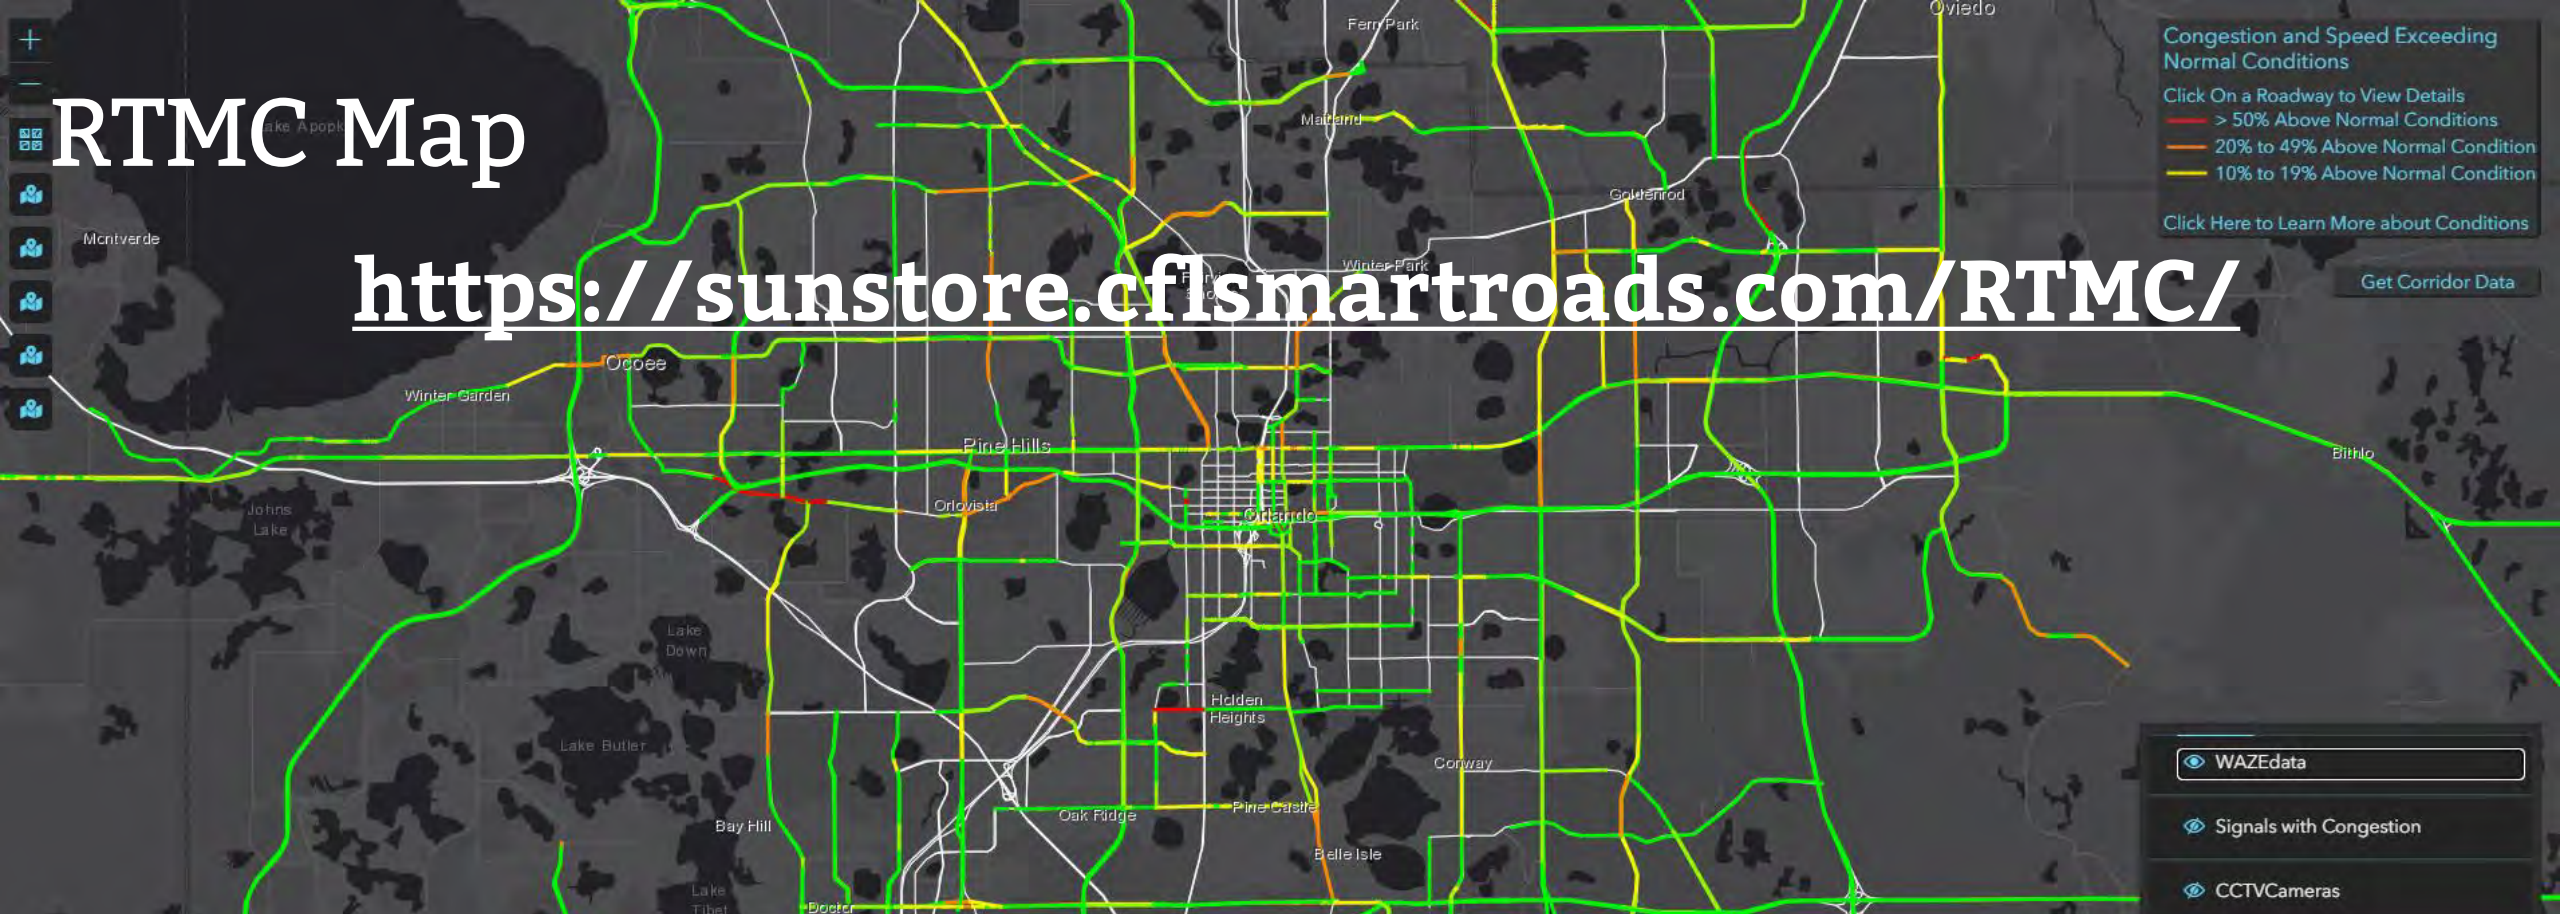 Fern Park
Oviedo
Congestion and Speed Exceeding
Normal Conditions
Click On a Roadway to View Details
> 50% Above Normal Conditions
20% to 49% Above Normal Condition
10% to 19% Above Normal Condition
Click Here to Learn More about Conditions
Get Corridor Data
RTMC Map
Maitland
Goldenrod
Montverde
Winter Park
https://sunstore.cflsmartroads.com/RTMC/
Ocoee
Winter Garden
Pine Hills
Bithlo
Johns
Lake
Orlovista
Orlando
Lake
Down
Holden
Heights
Lake Butler
Conway
WAZEdata
Pine Castle
Oak Ridge
Bay Hill
Signals with Congestion
Belle Isle
CCTVCameras
Lake
Tibet
Doctor